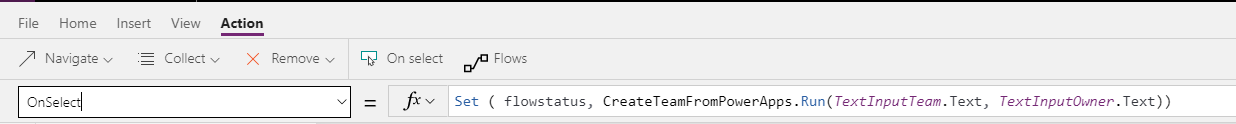 File Home Insert View Action
Navigate Collect Remove On select Flows
OnSelect = fx Set ( flowstatus, CreateTeamFromPowerApps.Run(TextInputTeam.Text, TextInputOwner.Text))